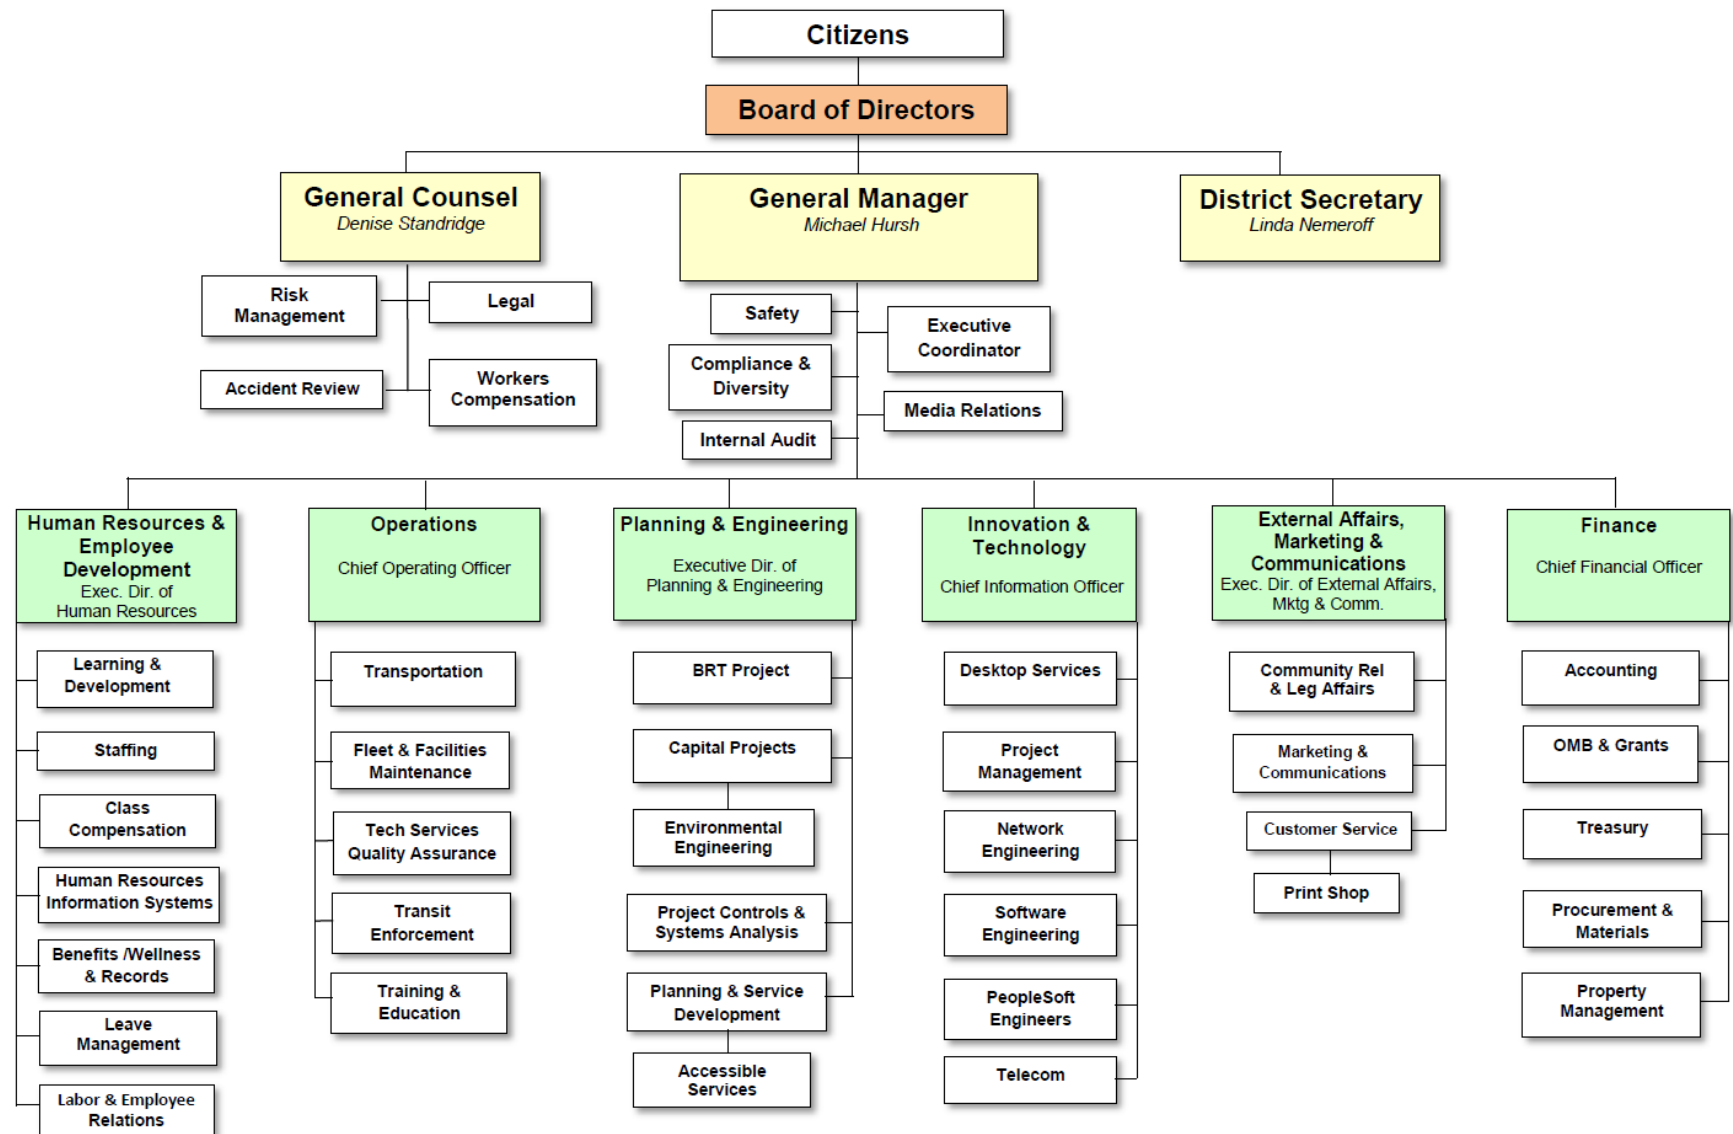 Citizens
Board of Directors
General Counsel
Denise Standridge
General Manager
Michael Hursh
District Secretary
Linda Nemeroff
Risk
Management
Legal
Accident Review
Workers
Compensation
Safety
Executive
Coordinator
Compliance &
Diversity
Media Relations
Internal Audit
Human Resources &
Employee
Development
Exec. Dir. of
Human Resources
Learning &
Development
Staffing
Class
Compensation
Human Resources
Information Systems
Benefits /Wellness
& Records
Leave
Management
Labor & Employee
Relations
Operations
Chief Operating Officer
Transportation
Fleet & Facilities
Maintenance
Tech Services
Quality Assurance
Transit
Enforcement
Training &
Education
Planning & Engineering
Executive Dir. of
Planning & Engineering
BRT Project
Capital Projects
Environmental
Engineering
Project Controls &
Systems Analysis
Planning & Service
Development
Accessible
Services
Innovation &
Technology
Chief Information Officer
Desktop Services
Project
Management
Network
Engineering
Software
Engineering
PeopleSoft
Engineers
Telecom
External Affairs,
Marketing &
Communications
Exec. Dir. of External Affairs,
Mktg & Comm.
Community Rel
& Leg Affairs
Marketing &
Communications
Customer Service
Print Shop
Finance
Chief Financial Officer
Accounting
OMB & Grants
Treasury
Procurement &
Materials
Property
Management